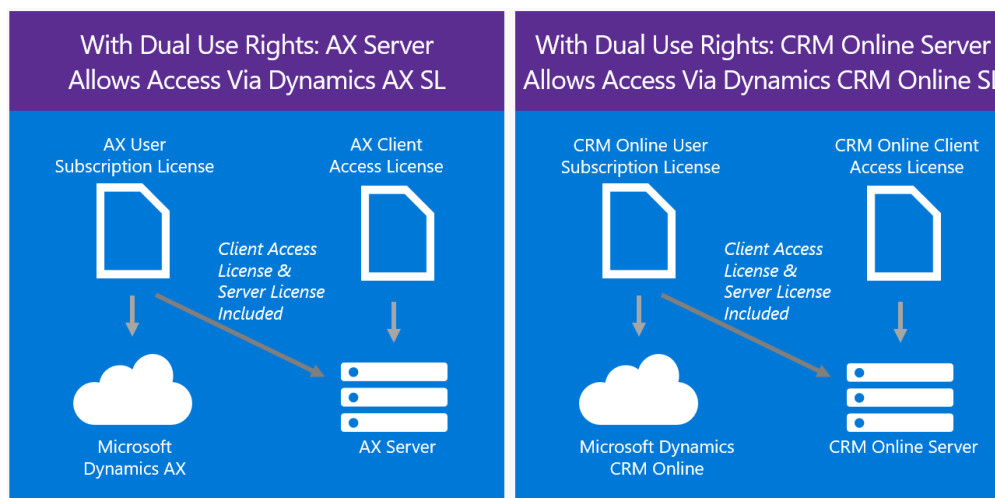 With Dual Use Rights: AX Server
Allows Access Via Dynamics AX SL
AX User
Subscription License
AX Client
Access License
Client Access
License &
Server License
Included
Microsoft
Dynamics AX
AX Server
With Dual Use Rights: CRM Online Server
Allows Access Via Dynamics CRM Online SL
CRM Online User
Subscription License
CRM Online Client
Access License
Client Access
License &
Server License
Included
Microsoft Dynamics
CRM Online
CRM Online Server